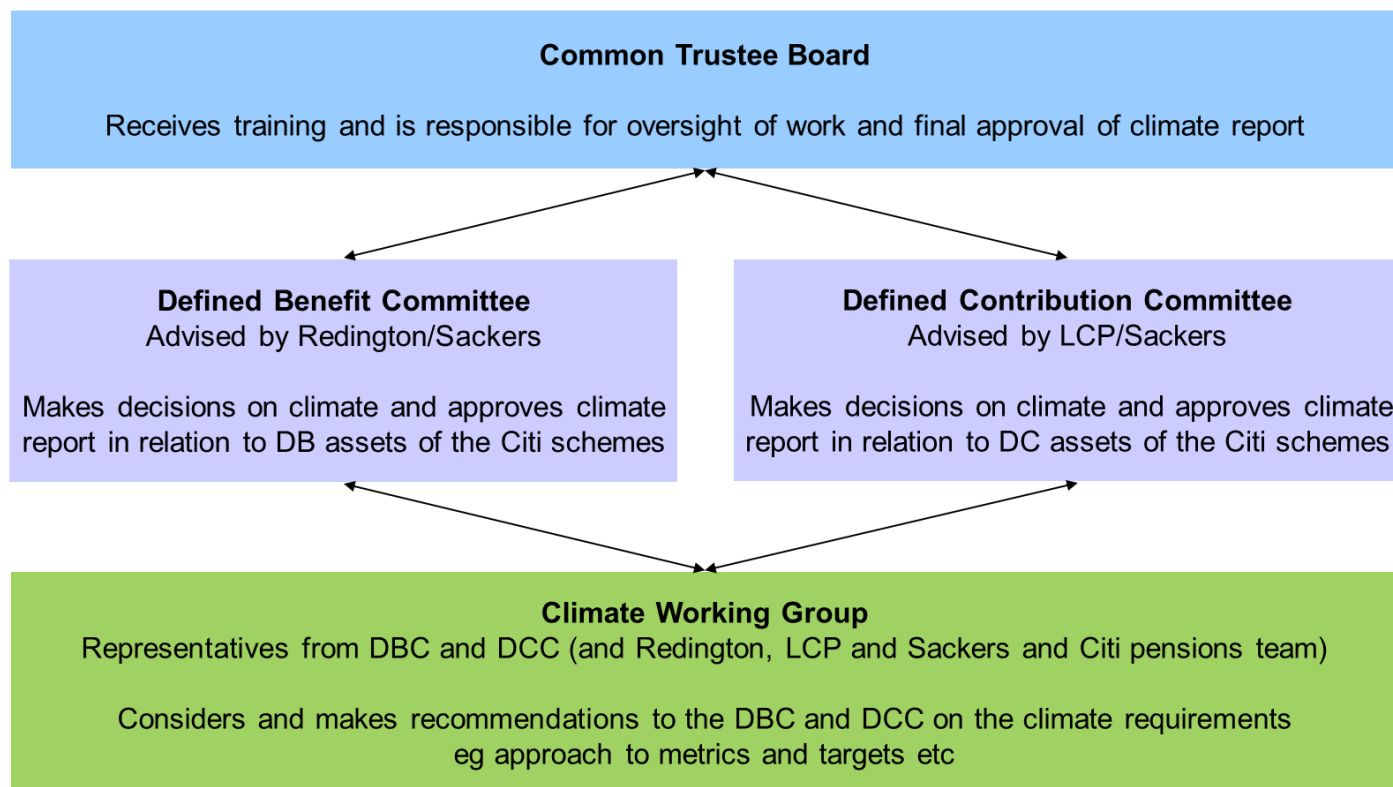 Common Trustee Board
Receives training and is responsible for oversight of work and final approval of climate report
Defined Benefit Committee
Advised by Redington/Sackers
Makes decisions on climate and approves climate
report in relation to DB assets of the Citi schemes
Defined Contribution Committee
Advised by LCP/Sackers
Makes decisions on climate and approves climate
report in relation to DC assets of the Citi schemes
Climate Working Group
Representatives from DBC and DCC (and Redington, LCP and Sackers and Citi pensions team)
Considers and makes recommendations to the DBC and DCC on the climate requirements
eg approach to metrics and targets etc